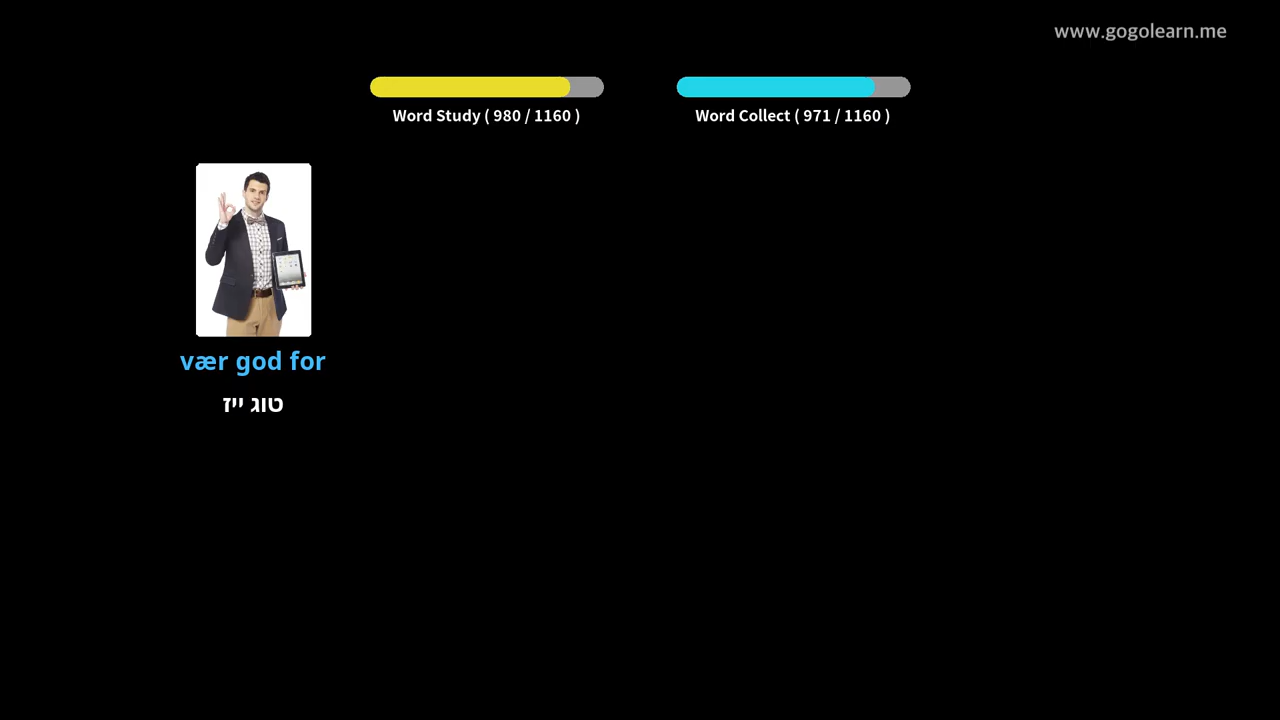 www.gogolearn.me
Word Study ( 980 / 1160 )
Word Collect ( 971 / 1160 )
vær god for
טוג ייז